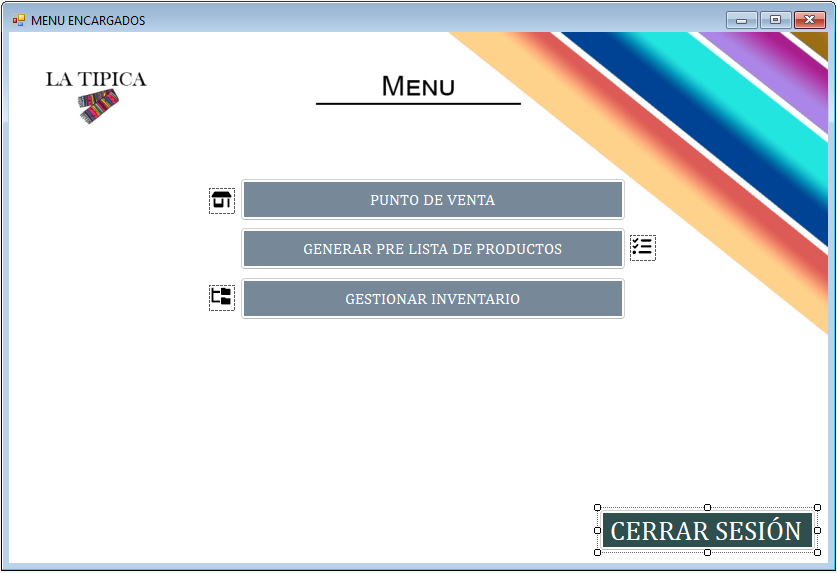 MENU ENCARGADOS
LA TIPICA
MENU
PUNTO DE VENTA
GENERAR PRE LISTA DE PRODUCTOS
GESTIONAR INVENTARIO
CERRAR SESIÓN